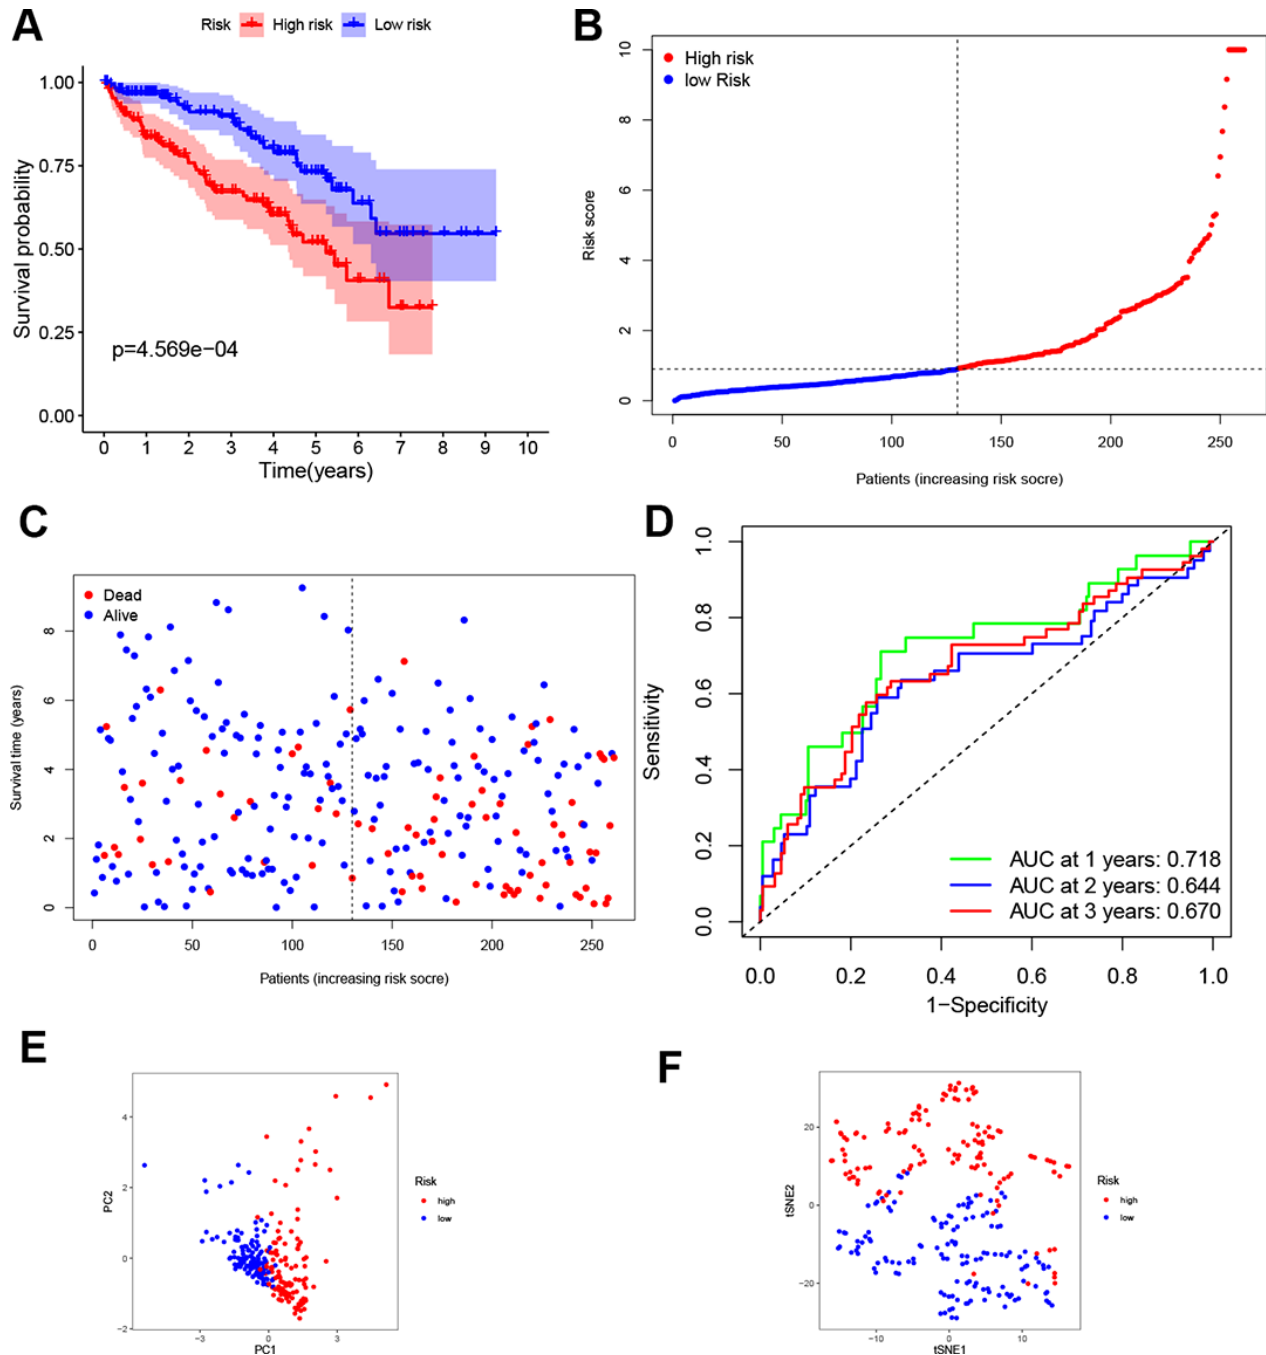 A
Risk High risk Low risk
1.00
0.75
0.50
0.25
0.00
Survival probability
p=4.569e−04
0 1 2 3 4 5 6 7 8 9 10
Time(years)
B
High risk
low Risk
10
8
6
4
2
0
Risk score
0 50 100 150 200 250
Patients (increasing risk socre)
C
Dead
Alive
8
6
4
2
0
Survival time (years)
0 50 100 150 200 250
Patients (increasing risk socre)
D
1.0
0.8
0.6
0.4
0.2
0.0
Sensitivity
AUC at 1 years: 0.718
AUC at 2 years: 0.644
AUC at 3 years: 0.670
0.0 0.2 0.4 0.6 0.8 1.0
1−Specificity
E
4
2
0
−2
PC2
−3 0 3
PC1
Risk
high
low
F
20
0
−20
tSNE2
−10 0 10
tSNE1
Risk
high
low